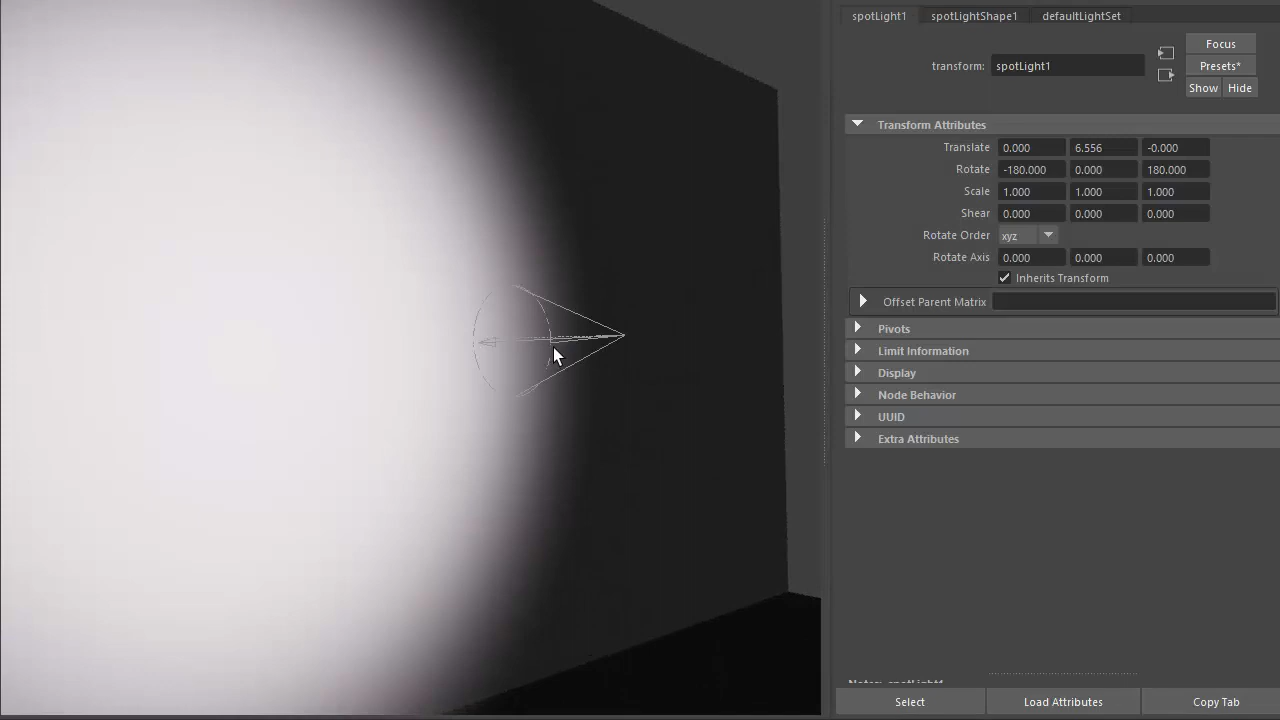 spotLight1 spotLightShape1 defaultLightSet
Focus
transform: spotLight1 Presets*
Show Hide
Transform Attributes
Translate 0.000 6.556 -0.000
Rotate -180.000 0.000 180.000
Scale 1.000 1.000 1.000
Shear 0.000 0.000 0.000
Rotate Order xyz
Rotate Axis 0.000 0.000 0.000
Inherits Transform
Offset Parent Matrix
Pivots
Limit Information
Display
Node Behavior
UUID
Extra Attributes
Notes: spotLight1
Select Load Attributes Copy Tab